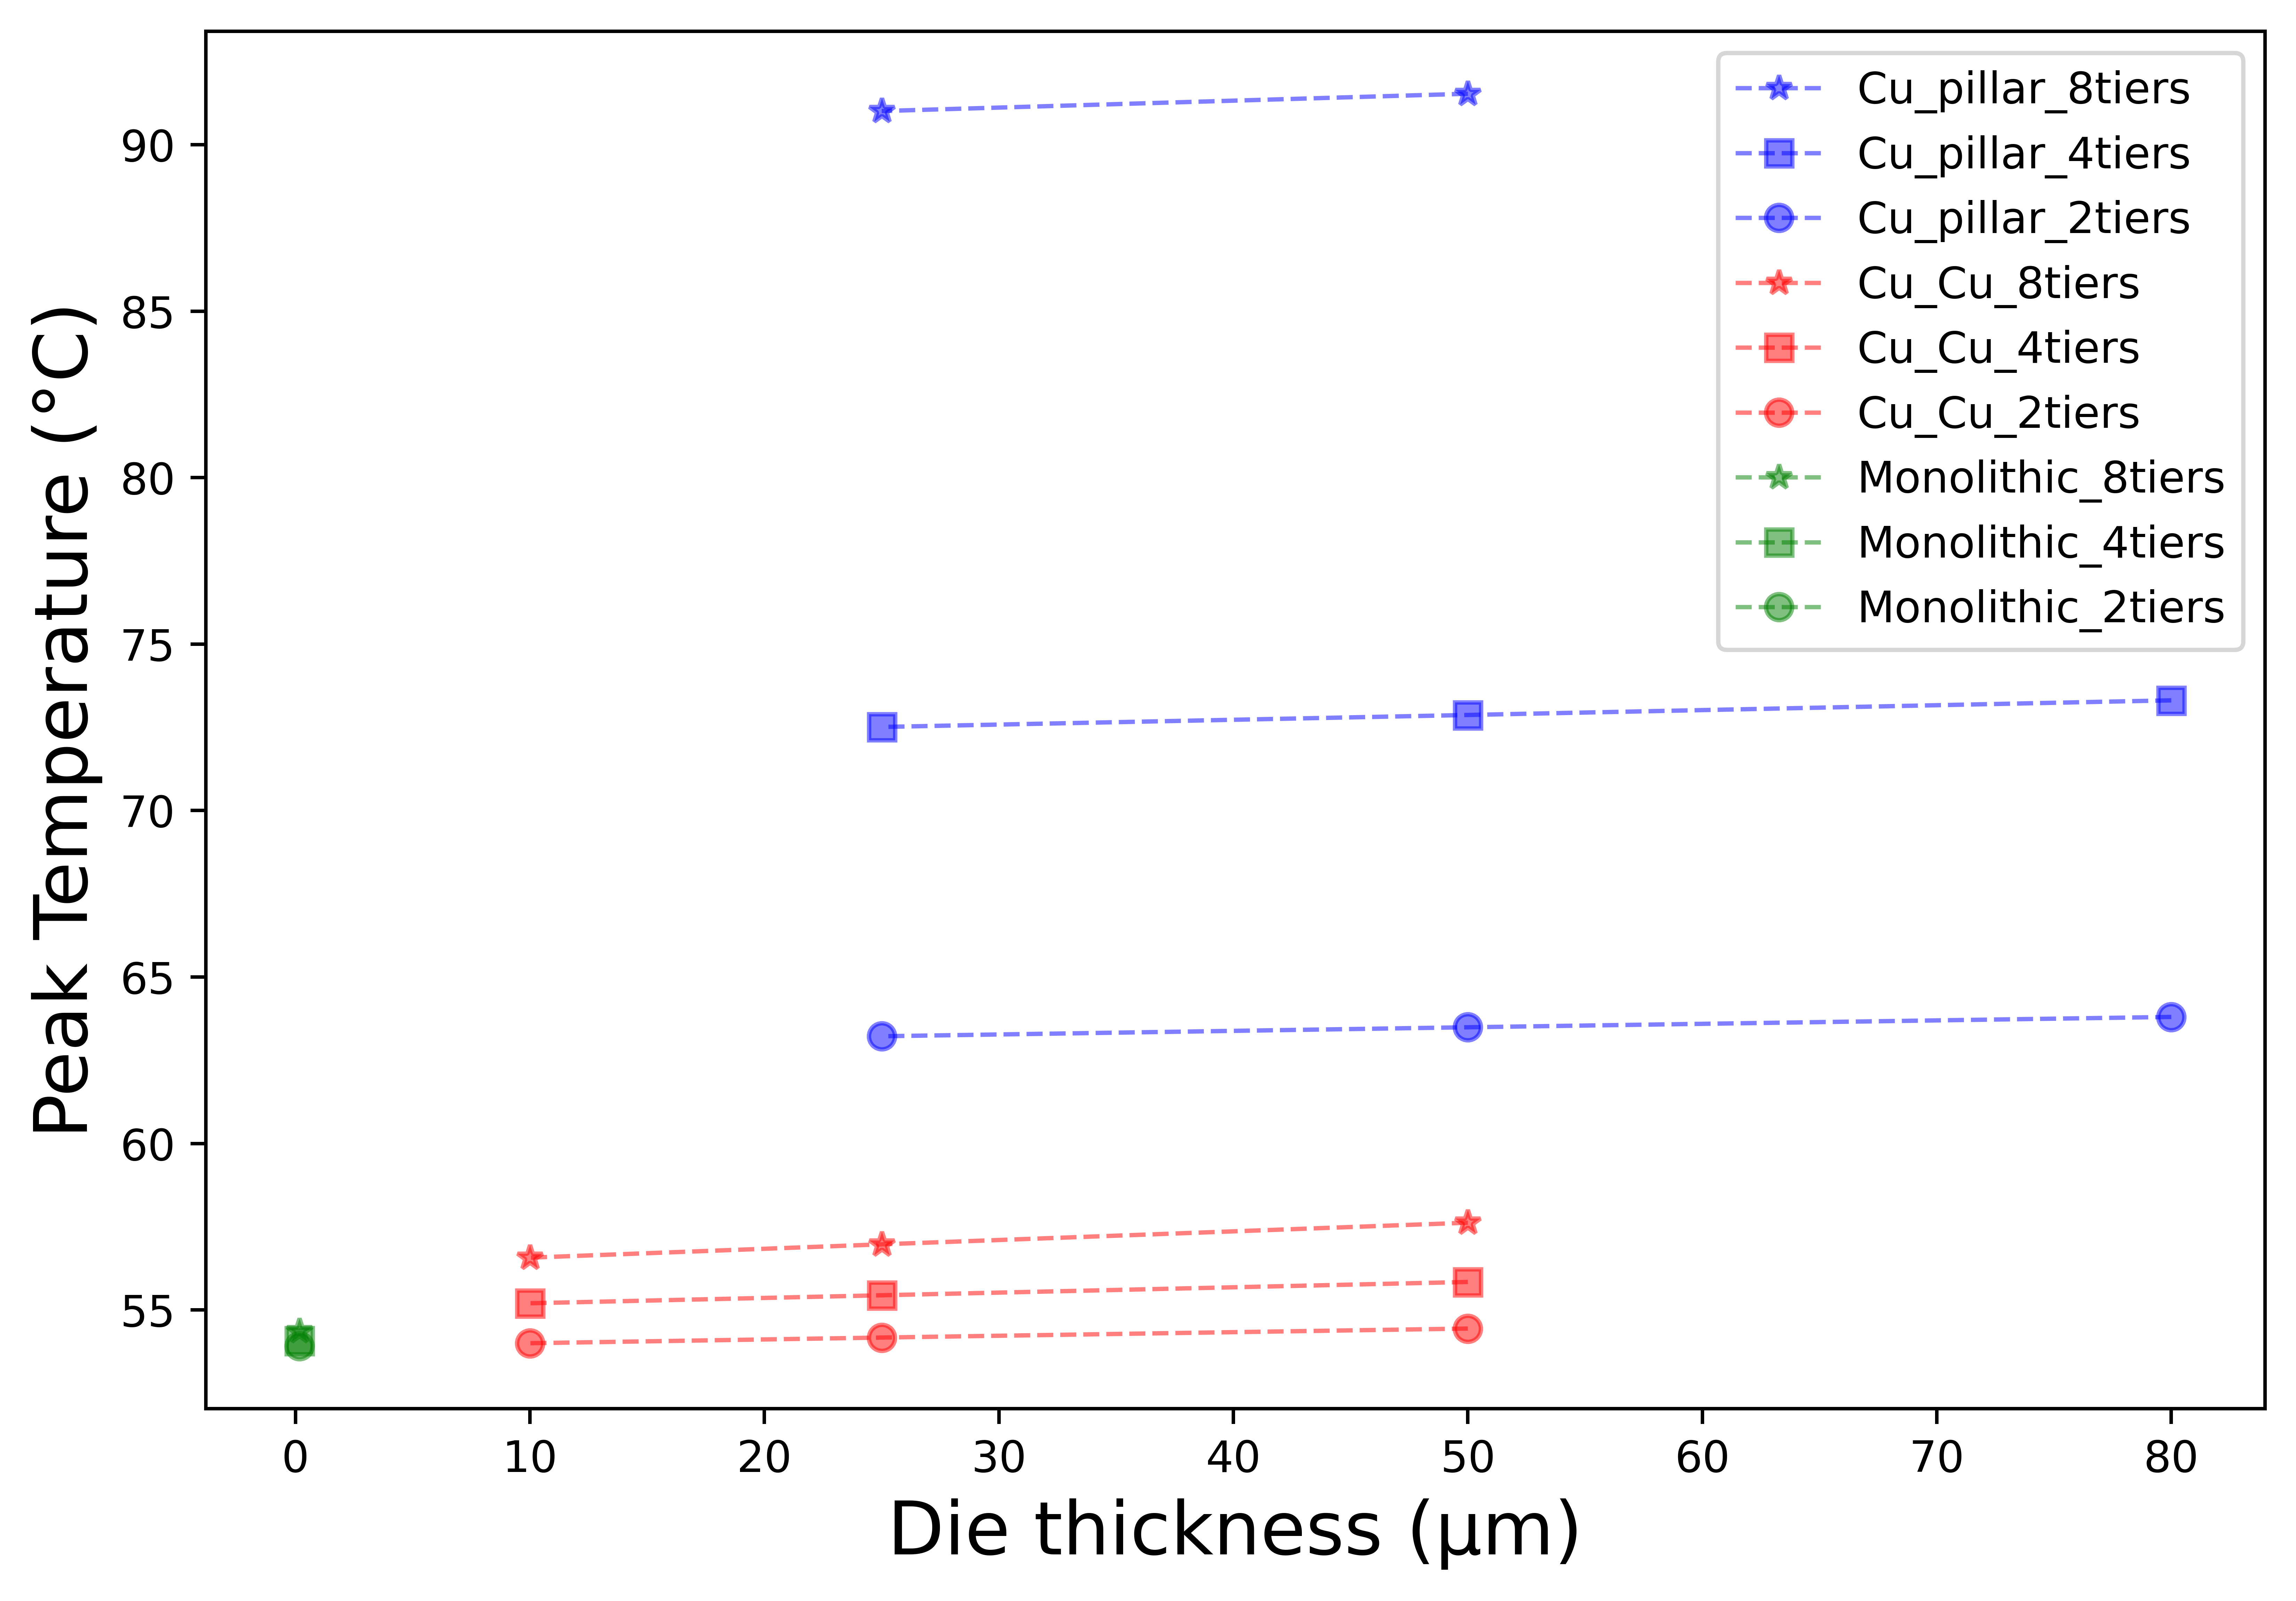 Peak Temperature (°C)
90
85
80
75
70
65
60
55
Cu_pillar_8tiers
Cu_pillar_4tiers
Cu_pillar_2tiers
Cu_Cu_8tiers
Cu_Cu_4tiers
Cu_Cu_2tiers
Monolithic_8tiers
Monolithic_4tiers
Monolithic_2tiers
0 10 20 30 40 50 60 70 80
Die thickness (μm)